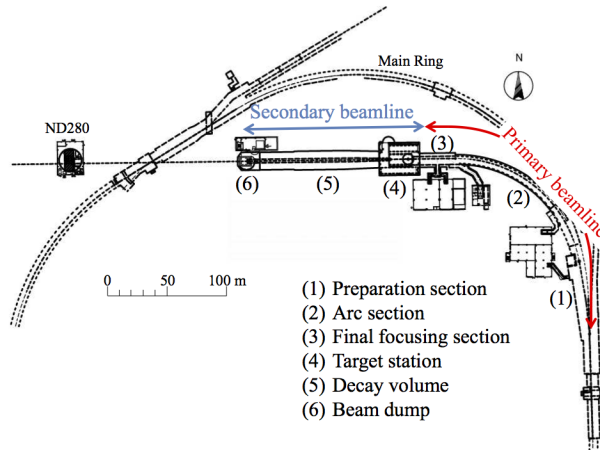 Main Ring
N
Secondary beamline
ND280
Primary beamline
(3)
(6)
(5)
(4)
(2)
(1)
0
50
100 m
(1) Preparation section
(2) Arc section
(3) Final focusing section
(4) Target station
(5) Decay volume
(6) Beam dump